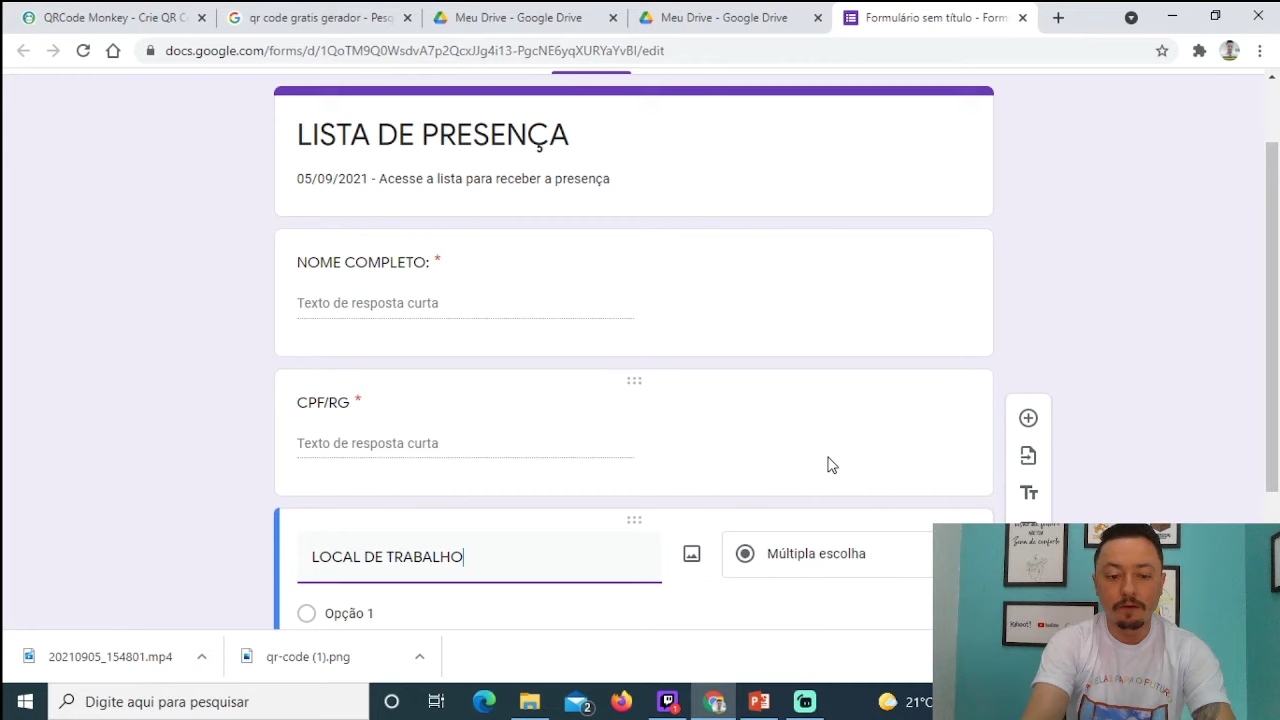 QRCode Monkey - Crie QR C
qr code gratis gerador - Pesq
Meu Drive - Google Drive
Meu Drive - Google Drive
Formulário sem título - Form
docs.google.com/forms/d/1QoTM9Q0WsdvA7p2QcxJJg4i13-PgcNE6yqXURYaYvBI/edit
LISTA DE PRESENÇA
05/09/2021 - Acesse a lista para receber a presença
NOME COMPLETO: *
Texto de resposta curta
CPF/RG *
Texto de resposta curta
LOCAL DE TRABALHO
Múltipla escolha
Opção 1
Kahoot!
20210905_154801.mp4
qr-code (1).png
Digite aqui para pesquisar
2
1
21°C